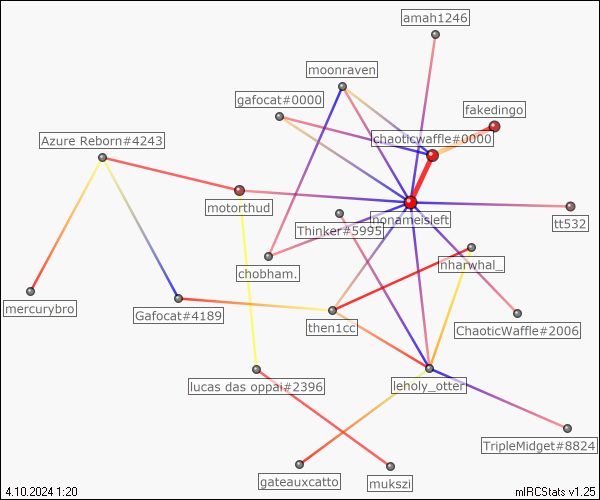 amah1246
moonraven
gafocat#0000
fakedingo
chaoticwaffle#0000
Azure Reborn#4243
motorthud
nonameisleft
tt532
Thinker#5995
nharwhal_
chobham.
mercurybro
Gafocat#4189
then1cc
ChaoticWaffle#2006
lucas das oppai#2396
leholy_otter
TripleMidget#8824
gateauxcatto
mukszi
4.10.2024 1:20
mIRCStats v1.25